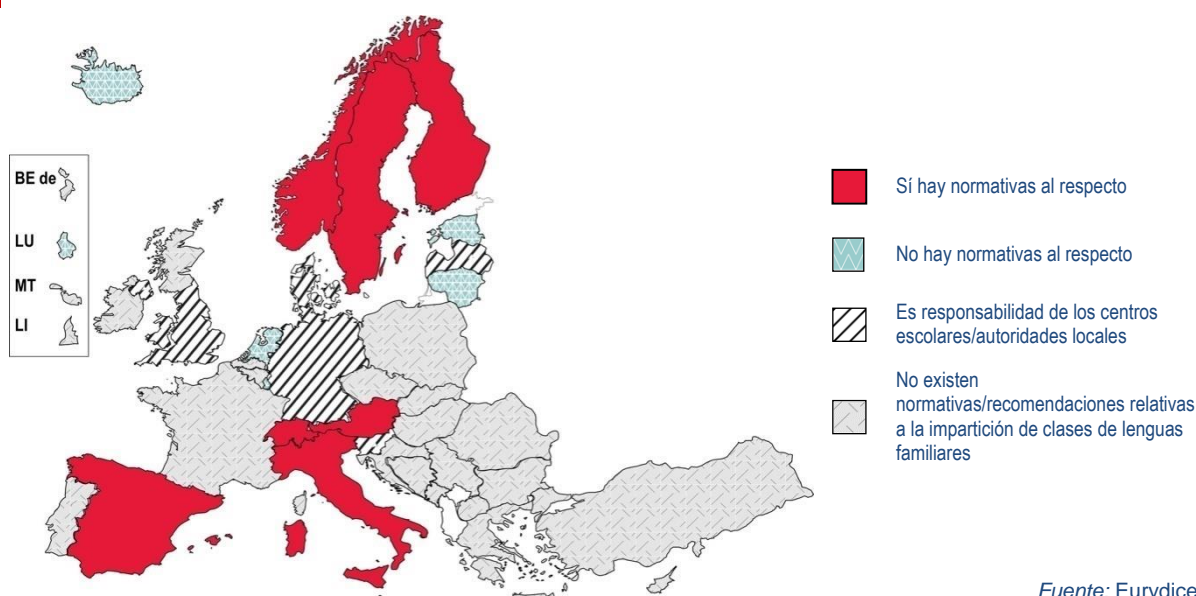 BE de
LU
MT
LI
Sí hay normativas al respecto
No hay normativas al respecto
Es responsabilidad de los centros
escolares/autoridades locales
No existen
normativas/recomendaciones relativas
a la impartición de clases de lenguas
familiares
Fuente: Eurydice